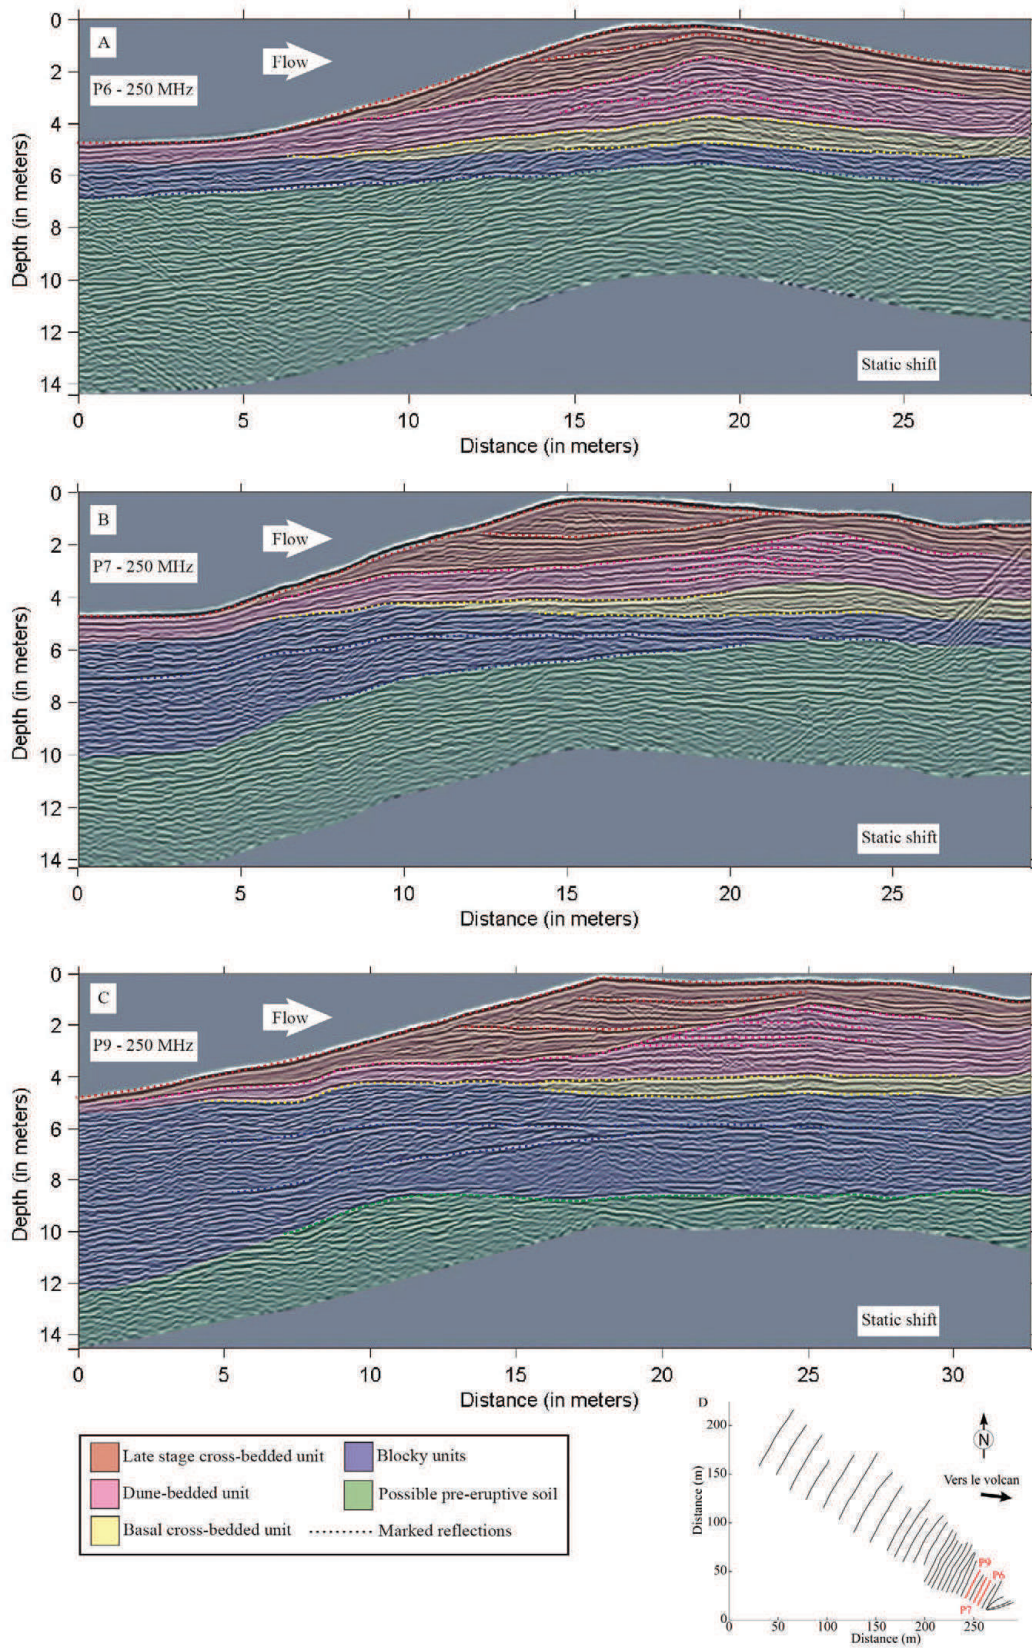 A
Flow
P6 - 250 MHz
Depth (in meters)
0
2
4
6
8
10
12
14
Static shift
0 5 10 15 20 25
Distance (in meters)
B
Flow
P7 - 250 MHz
Depth (in meters)
0
2
4
6
8
10
12
14
Static shift
0 5 10 15 20 25
Distance (in meters)
C
Flow
P9 - 250 MHz
Depth (in meters)
0
2
4
6
8
10
12
14
Static shift
0 5 10 15 20 25 30
Distance (in meters)
Late stage cross-bedded unit Blocky units
Dune-bedded unit Possible pre-eruptive soil
Basal cross-bedded unit Marked reflections
D
N
Vers le volcan
Distance (m)
200
150
100
50
0
P9
P6
P7
0 50 100 150 200 250
Distance (m)